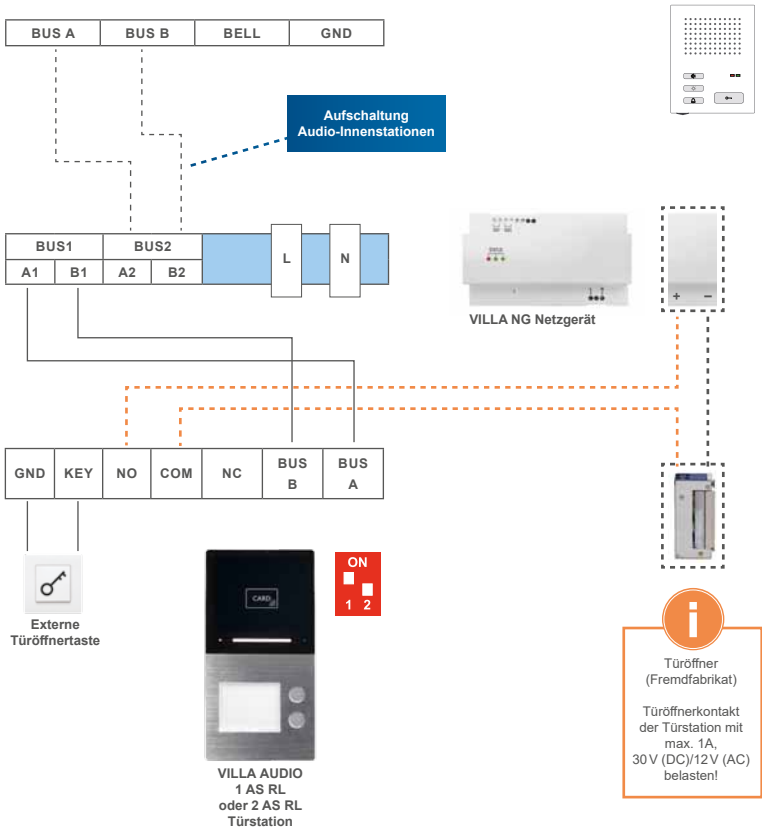 BUS A BUS B BELL GND
Aufschaltung
Audio-Innenstationen
BUS1 BUS2
A1 B1 A2 B2 L N
+ −
VILLA NG Netzgerät
GND KEY NO COM NC BUS B BUS A
Externe
Türöffnertaste
CARD
ON
1 2
VILLA AUDIO
1 AS RL
oder 2 AS RL
Türstation
i
Türöffner
(Fremdfabrikat)
Türöffnerkontakt
der Türstation mit
max. 1A,
30 V (DC)/12 V (AC)
belasten!